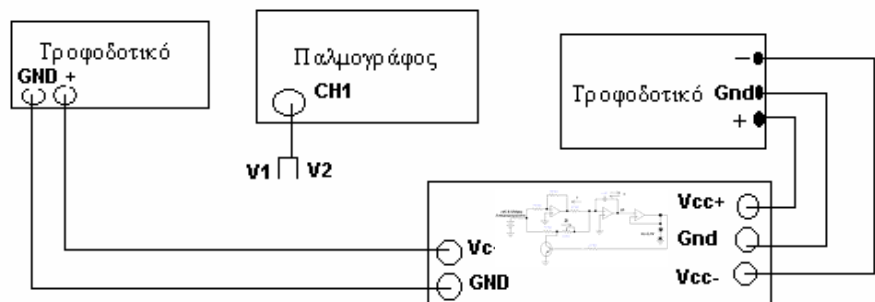 Τροφοδοτικό
GND +
Παλμογράφος
CH1
V1 V2
Τροφοδοτικό
−
Gnd
+
Vcc+
Gnd
Vcc-
Vc
GND